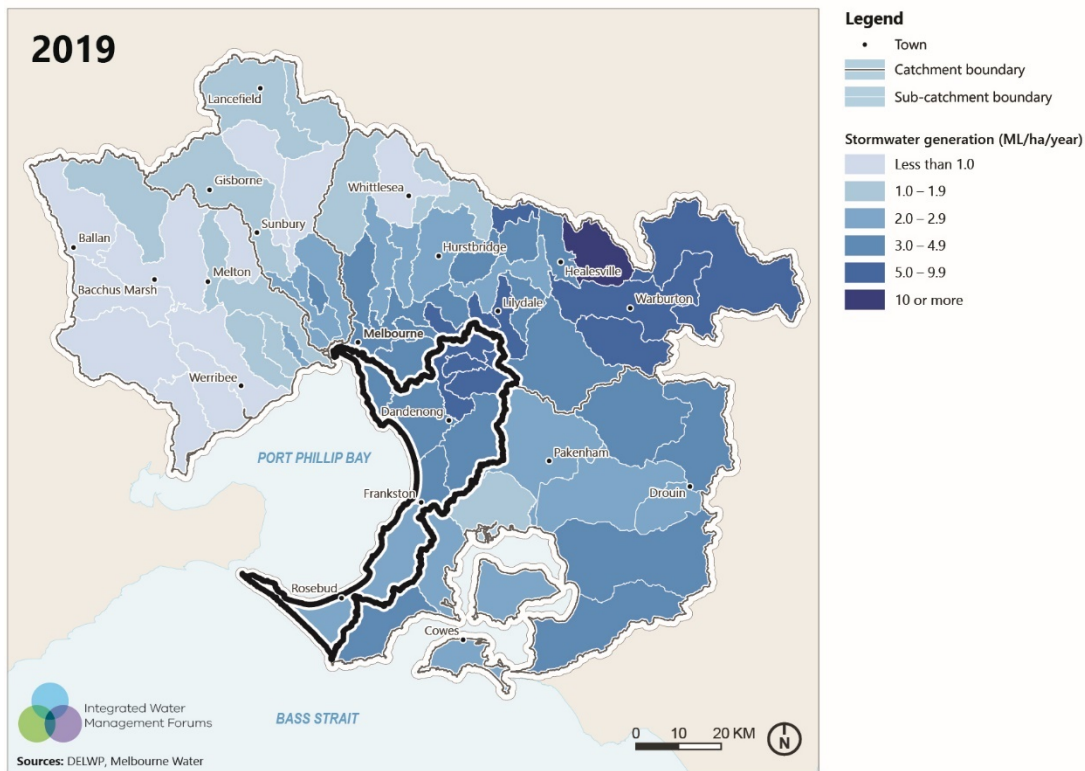 2019
Lancefield
Gisborne
Whittlesea
Sunbury
Ballan
Hurstbridge
Melton
Healesville
Bacchus Marsh
Lilydale
Warburton
Melbourne
Werribee
Dandenong
PORT PHILLIP BAY
Pakenham
Drouin
Frankston
Rosebud
Cowes
Integrated Water
Management Forums
BASS STRAIT
0 10 20 KM
N
Sources: DELWP, Melbourne Water
Legend
Town
Catchment boundary
Sub-catchment boundary
Stormwater generation (ML/ha/year)
Less than 1.0
1.0 – 1.9
2.0 – 2.9
3.0 – 4.9
5.0 – 9.9
10 or more